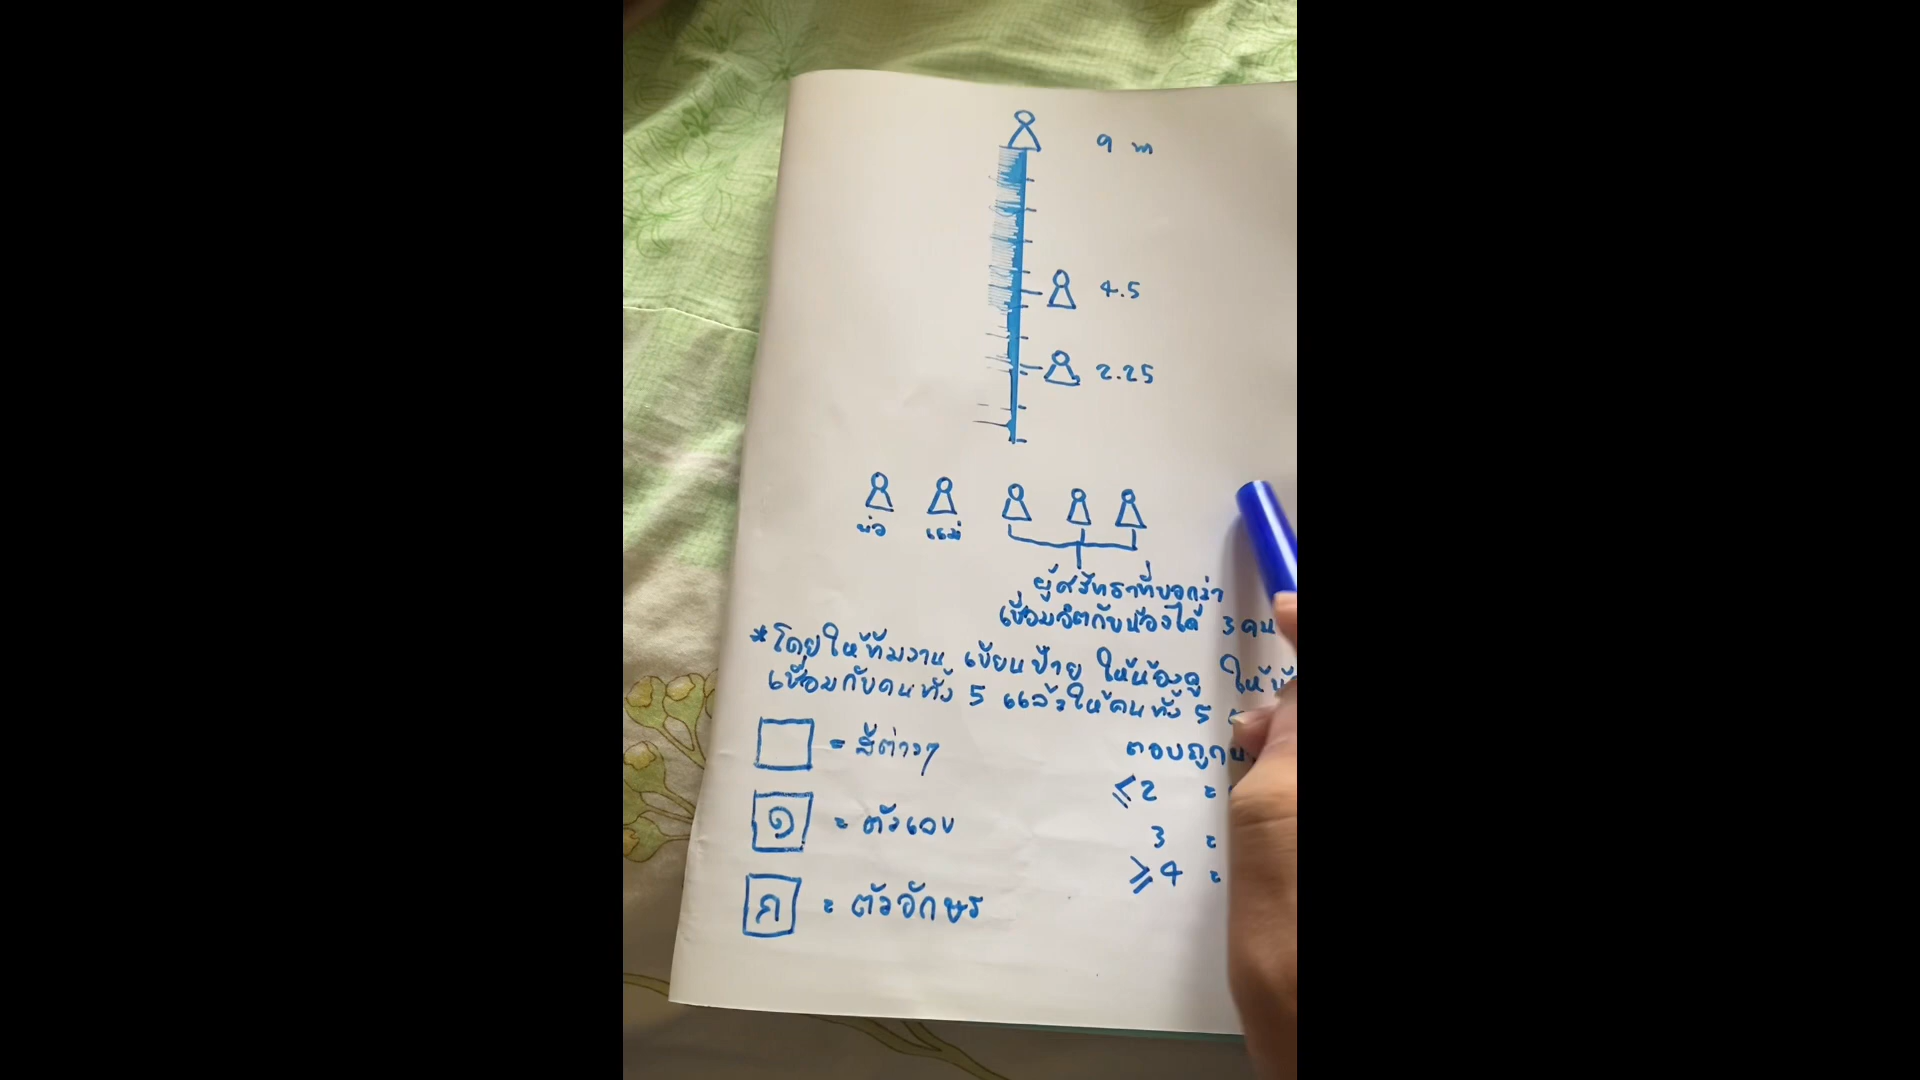 9 m
4.5
2.25
พ่อ แม่
ผู้ศรัทธาที่บอกว่า
เชื่อมจิตกับน้องได้ 3 คน
*โดยให้ทีมงาน เขียนป้าย ให้น้องดู ให้
เชื่อมกับคนทั้ง 5 แล้วให้คนทั้ง 5
= สีต่างๆ
ตอบถูก
≤2 =
๑ = ตัวเลข
3 =
≥4 =
ก = ตัวอักษร